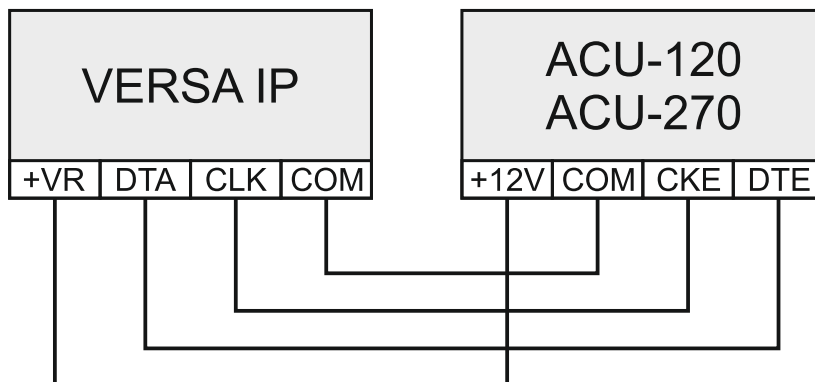 VERSA IP
+VR DTA CLK COM
ACU-120
ACU-270
+12V COM CKE DTE